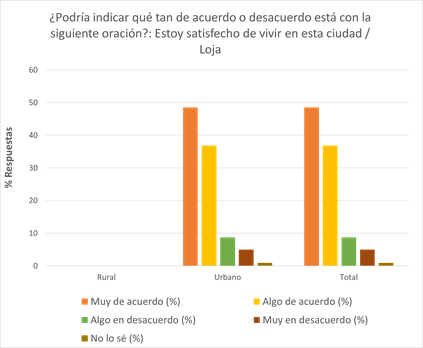 ¿Podría indicar qué tan de acuerdo o desacuerdo está con la
siguiente oración?: Estoy satisfecho de vivir en esta ciudad /
Loja
% Respuestas
60
50
40
30
20
10
0
Rural
Urbano
Total
Muy de acuerdo (%)
Algo de acuerdo (%)
Algo en desacuerdo (%)
Muy en desacuerdo (%)
No lo sé (%)